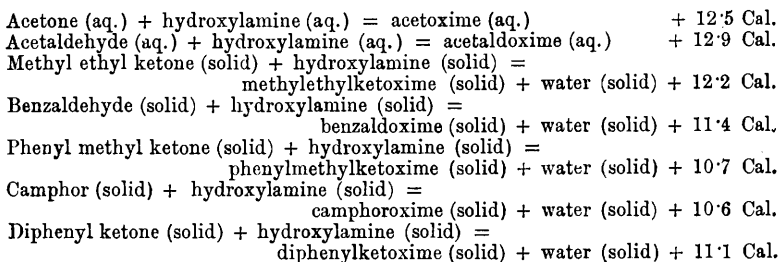 Acetone (aq.) + hydroxylamine (aq.) = acetoxime (aq.) + 12·5 Cal.
Acetaldehyde (aq.) + hydroxylamine (aq.) = acetaldoxime (aq.) + 12·9 Cal.
Methyl ethyl ketone (solid) + hydroxylamine (solid) =
methylethylketoxime (solid) + water (solid) + 12·2 Cal.
Benzaldehyde (solid) + hydroxylamine (solid) =
benzaldoxime (solid) + water (solid) + 11·4 Cal.
Phenyl methyl ketone (solid) + hydroxylamine (solid) =
phenylmethylketoxime (solid) + water (solid) + 10·7 Cal.
Camphor (solid) + hydroxylamine (solid) =
camphoroxime (solid) + water (solid) + 10·6 Cal.
Diphenyl ketone (solid) + hydroxylamine (solid) =
diphenylketoxime (solid) + water (solid) + 11·1 Cal.